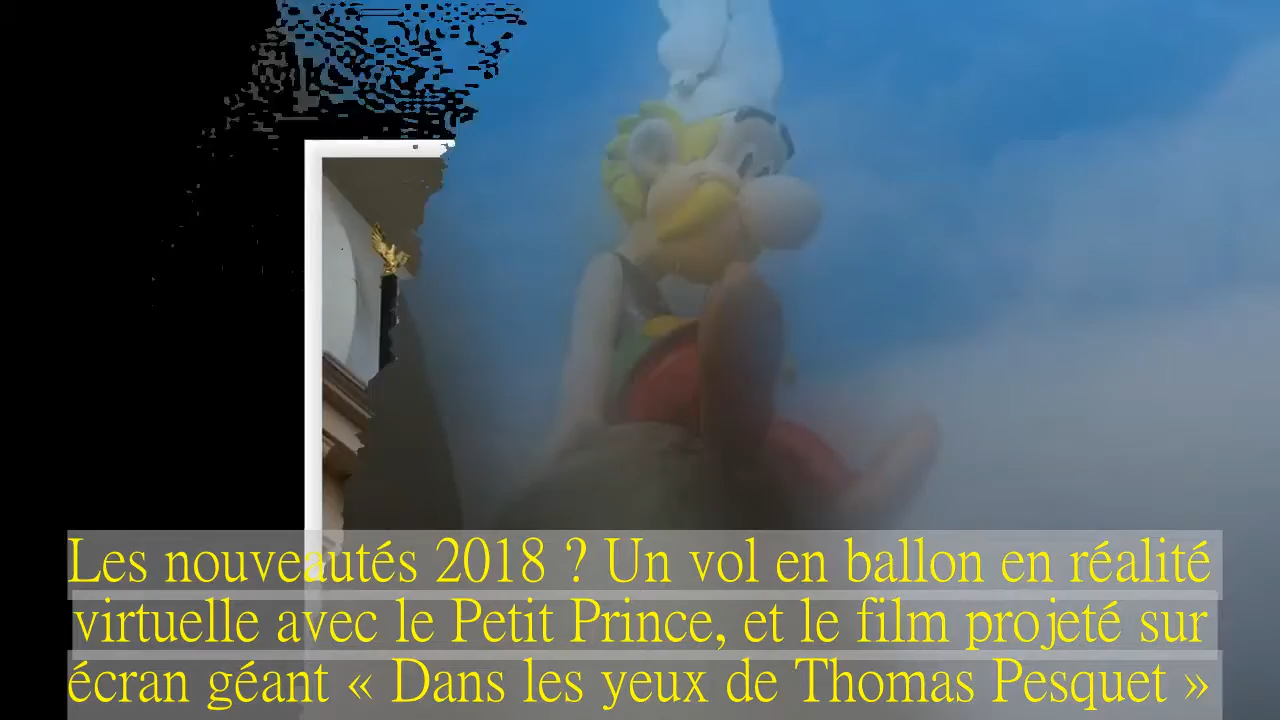 Les nouveautés 2018 ? Un vol en ballon en réalité
virtuelle avec le Petit Prince, et le film projeté sur
écran géant « Dans les yeux de Thomas Pesquet »